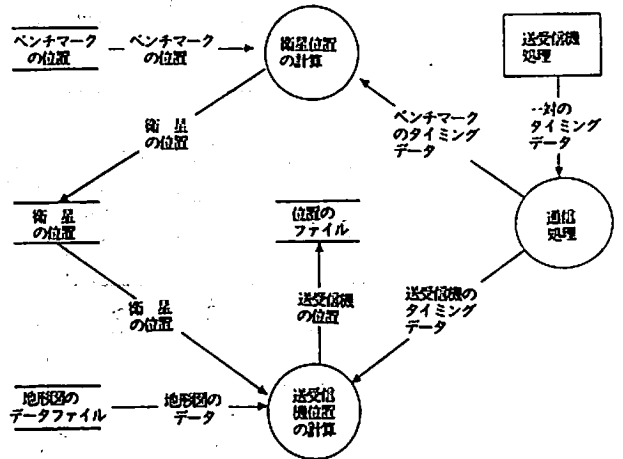 ベンチマーク
の位置
ベンチマーク
の位置
衛星位置
の計算
送受信機
処理
衛 星
の位置
ベンチマーク
のタイミング
データ
一対の
タイミング
データ
衛 星
の位置
位置の
ファイル
通信
処理
衛 星
の位置
送受信機
の位置
送受信機の
タイミング
データ
地形図の
データファイル
地形図の
データ
送受信
機位置
の計算